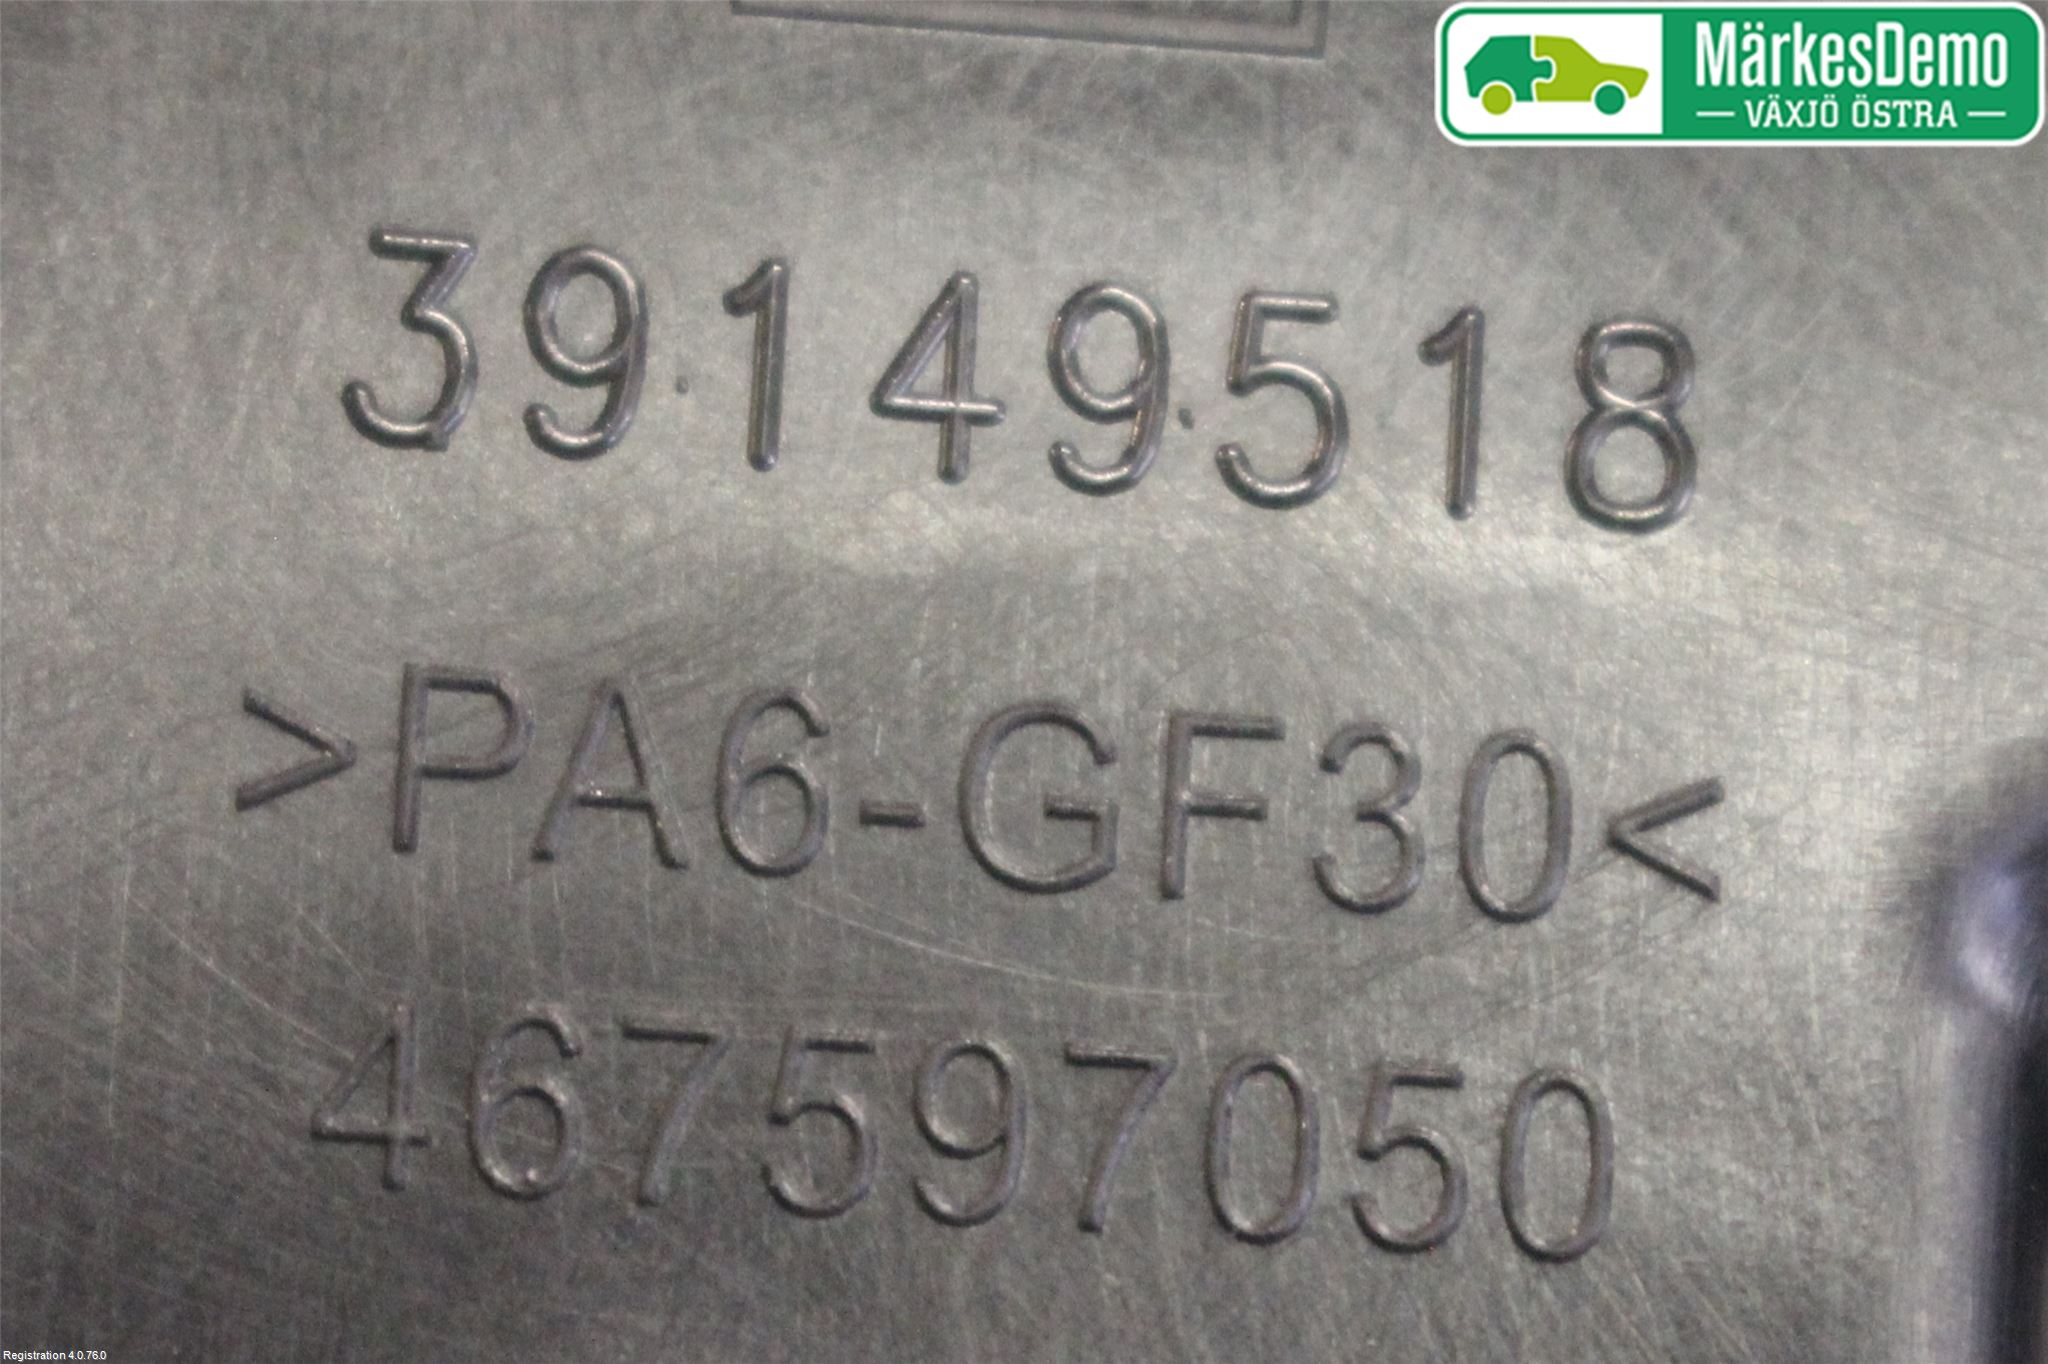 MärkesDemo
— VÄXJÖ ÖSTRA —
39149518
>PA6-GF30<
467597050
Registration 4.0.76.0